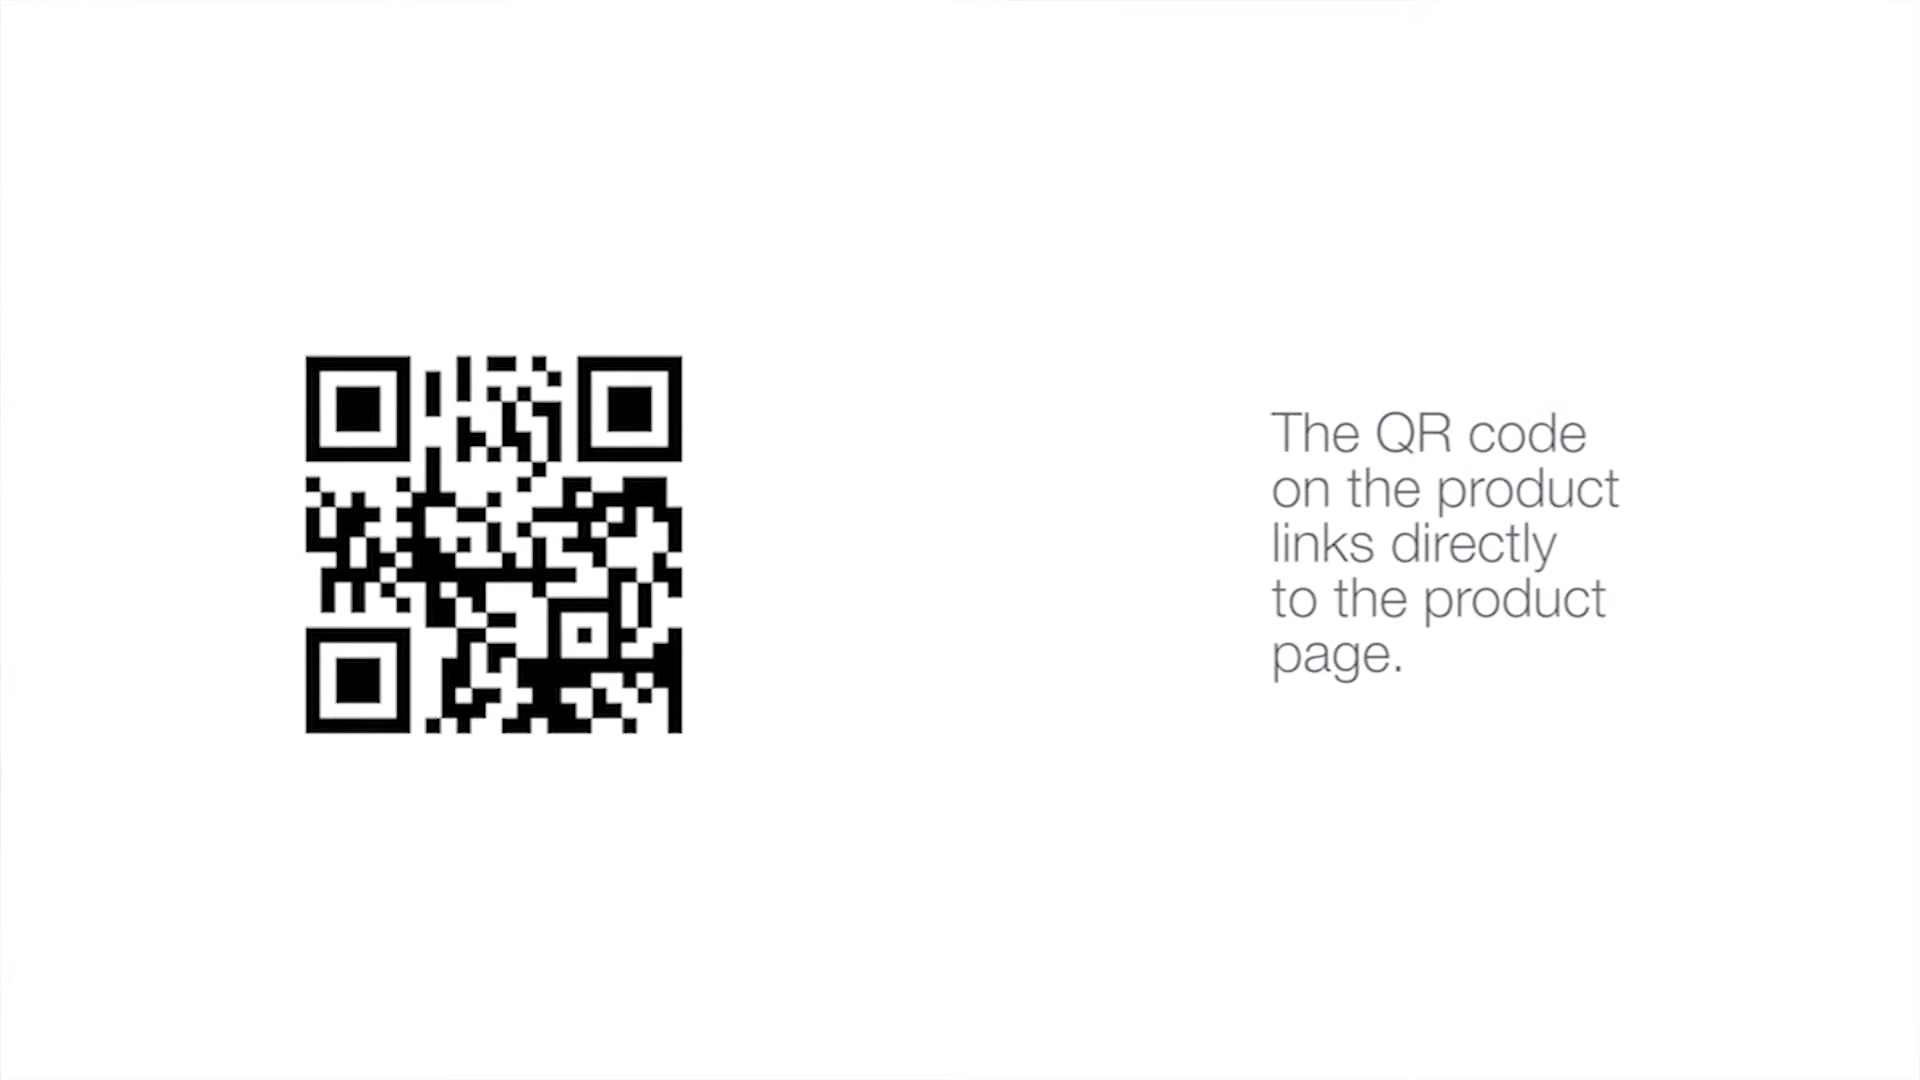 The QR code
on the product
links directly
to the product
page.